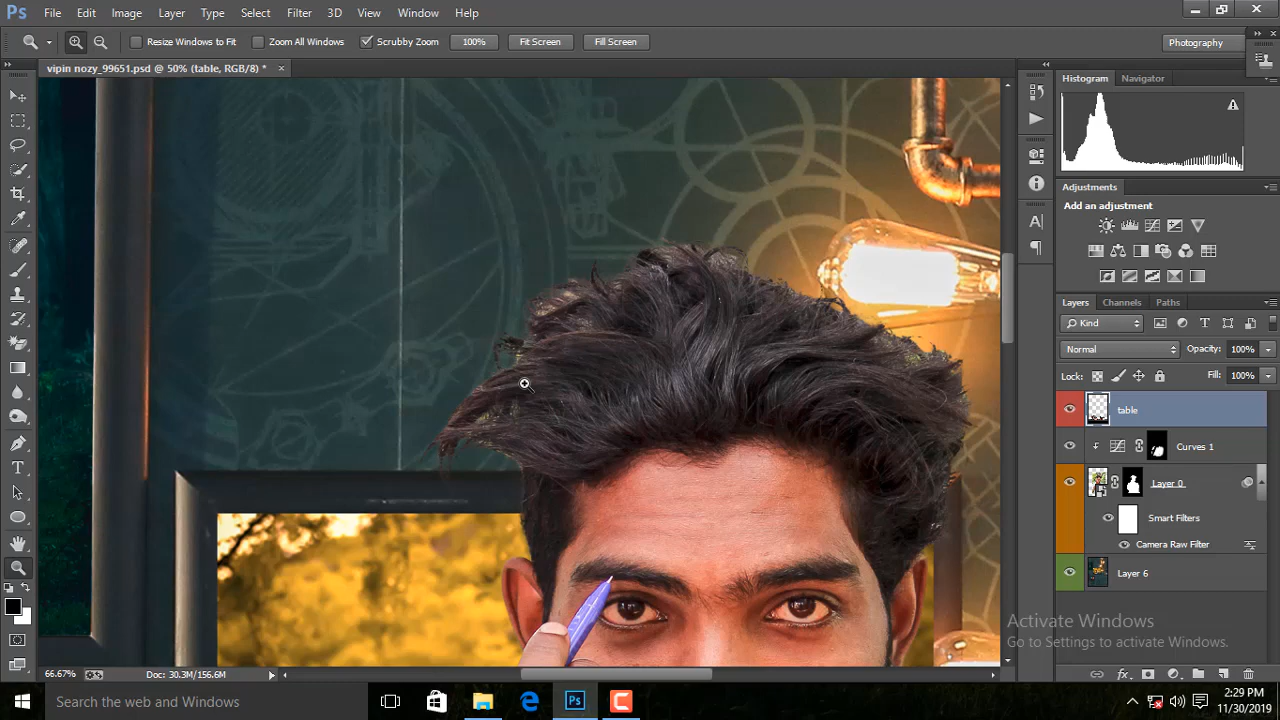 Ps File Edit Image Layer Type Select Filter 3D View Window Help
Resize Windows to Fit Zoom All Windows Scrubby Zoom 100% Fit Screen Fill Screen Photography
vipin nozy_99651.psd @ 50% (table, RGB/8) *
Histogram Navigator
Adjustments
Add an adjustment
Layers Channels Paths
Kind
Normal Opacity: 100%
Lock: Fill: 100%
table
Curves 1
Layer 0
Smart Filters
Camera Raw Filter
Layer 6
Activate Windows
Go to Settings to activate Windows.
66.67% Doc: 30.3M/156.6M
Search the web and Windows
2:29 PM
11/30/2019